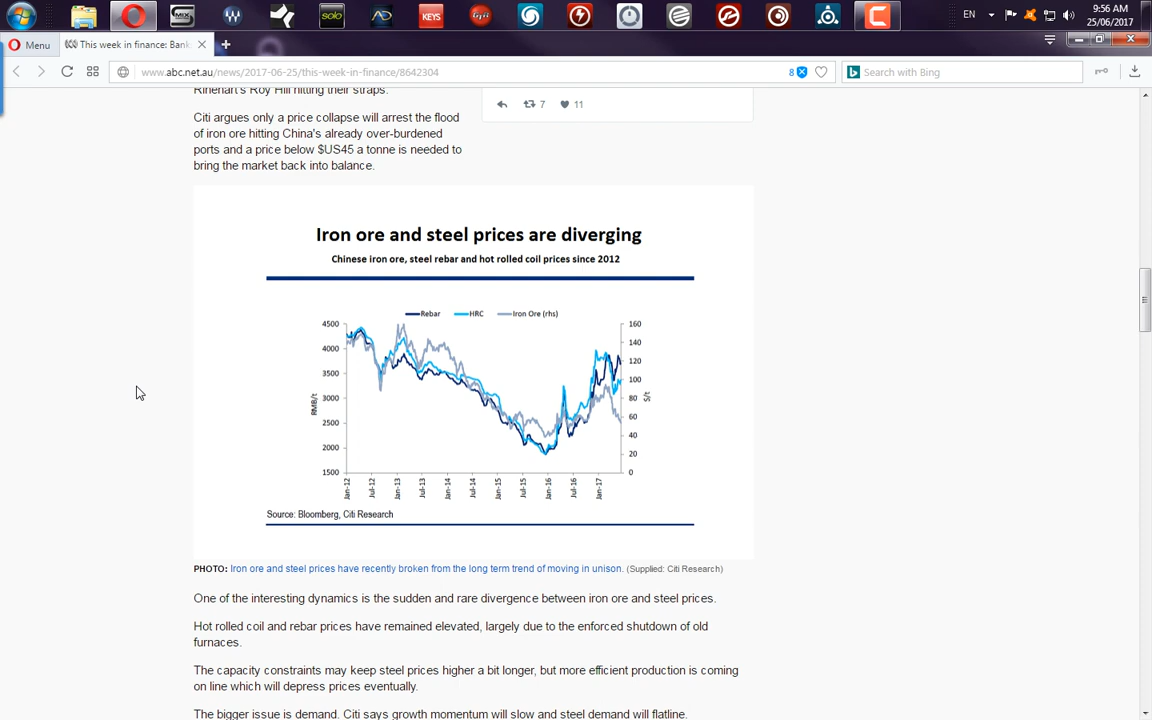 SOLO
KEYS
EN
9:56 AM
25/06/2017
Menu
This week in finance: Bank
www.abc.net.au/news/2017-06-25/this-week-in-finance/8642304
8
Search with Bing
Rinehart's Roy Hill hitting their straps.
7
11
Citi argues only a price collapse will arrest the flood
of iron ore hitting China's already over-burdened
ports and a price below $US45 a tonne is needed to
bring the market back into balance.
Iron ore and steel prices are diverging
Chinese iron ore, steel rebar and hot rolled coil prices since 2012
Rebar HRC Iron Ore (rhs)
4500
4000
3500
3000
2500
2000
1500
RMB/t
160
140
120
100
80
60
40
20
0
$/t
Jan-12
Jul-12
Jan-13
Jul-13
Jan-14
Jul-14
Jan-15
Jul-15
Jan-16
Jul-16
Jan-17
Source: Bloomberg, Citi Research
PHOTO: Iron ore and steel prices have recently broken from the long term trend of moving in unison. (Supplied: Citi Research)
One of the interesting dynamics is the sudden and rare divergence between iron ore and steel prices.
Hot rolled coil and rebar prices have remained elevated, largely due to the enforced shutdown of old
furnaces.
The capacity constraints may keep steel prices higher a bit longer, but more efficient production is coming
on line which will depress prices eventually.
The bigger issue is demand. Citi says growth momentum will slow and steel demand will flatline.